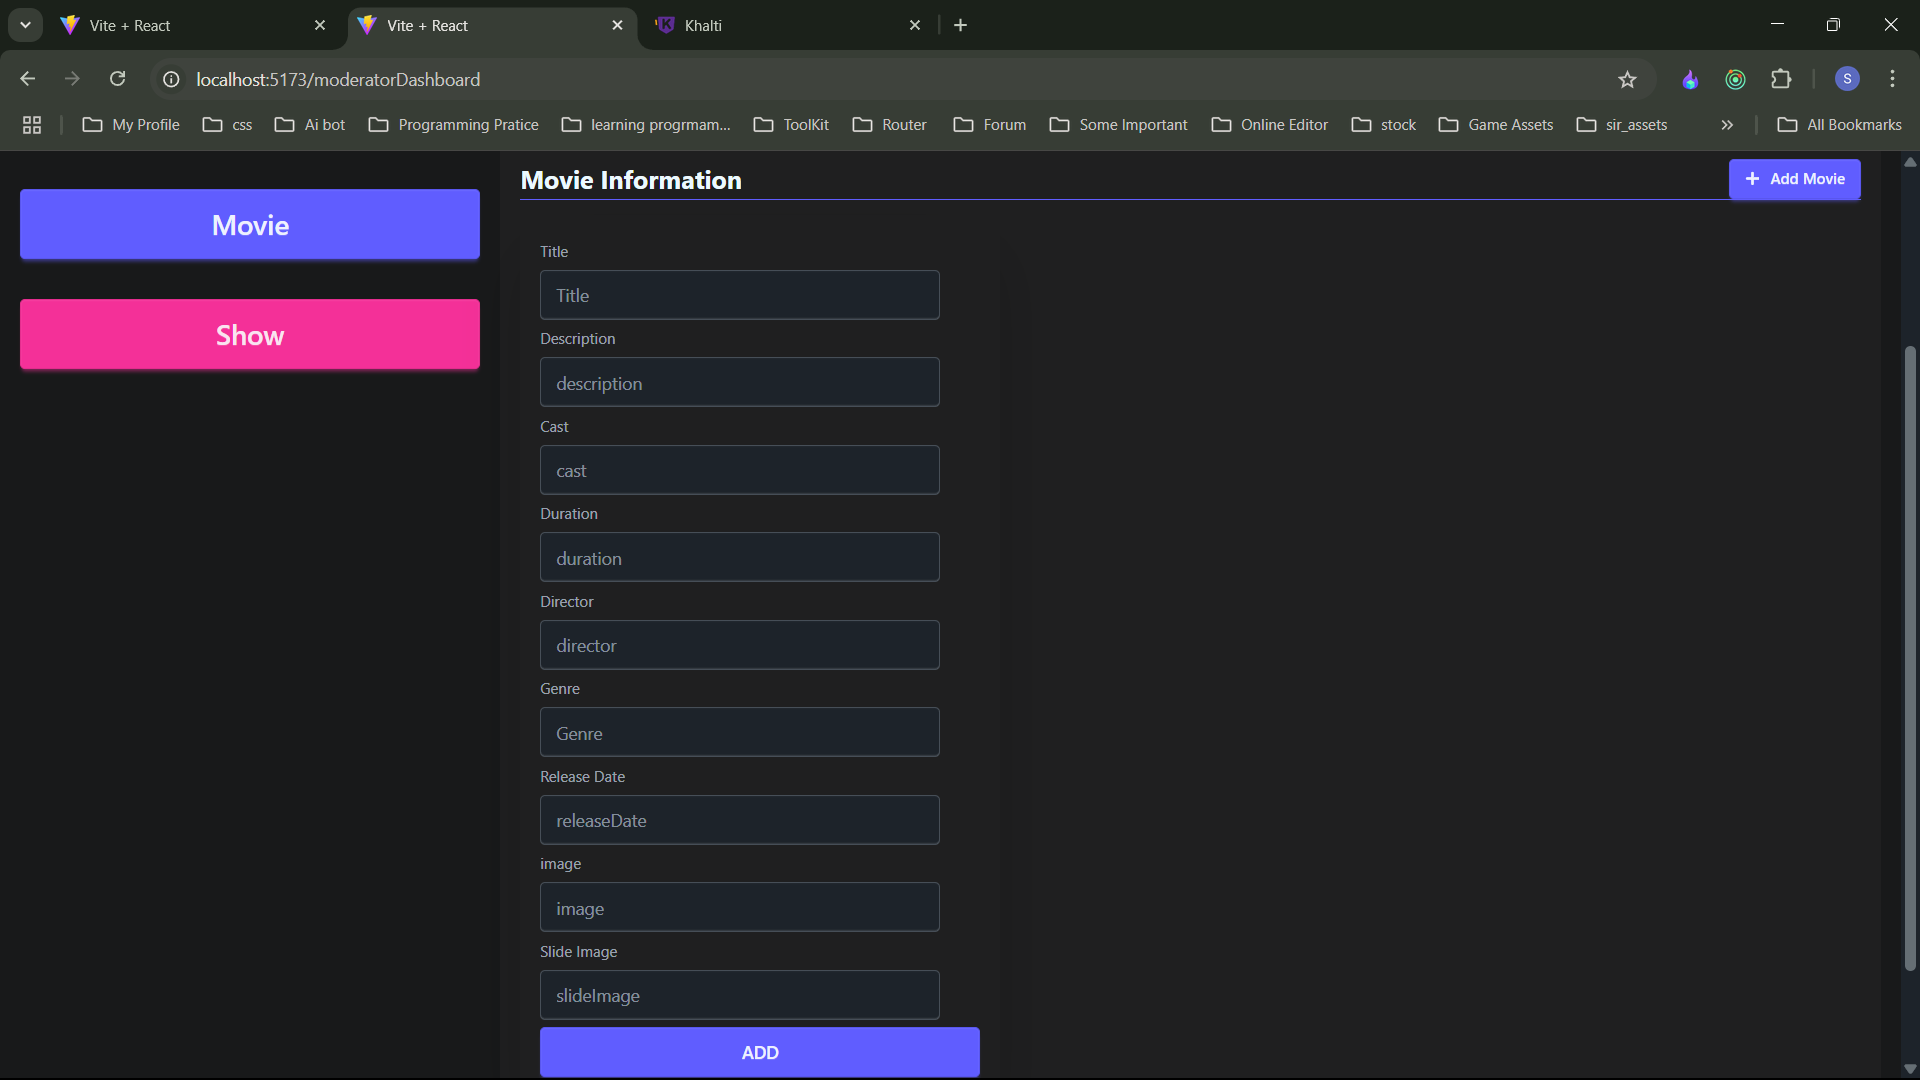 Vite + React
Vite + React
Khalti
localhost:5173/moderatorDashboard
S
My Profile
css
Ai bot
Programming Pratice
learning progrmam...
ToolKit
Router
Forum
Some Important
Online Editor
stock
Game Assets
sir_assets
All Bookmarks
Movie
Show
Movie Information
Add Movie
Title
Title
Description
description
Cast
cast
Duration
duration
Director
director
Genre
Genre
Release Date
releaseDate
image
image
Slide Image
slideImage
ADD